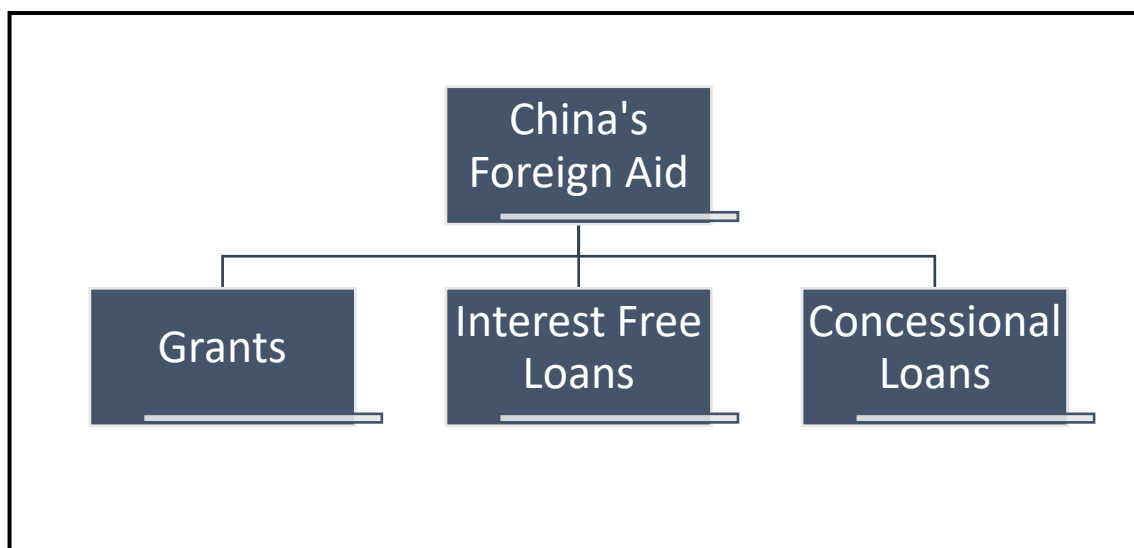 China's
Foreign Aid
Grants
Interest Free
Loans
Concessional
Loans